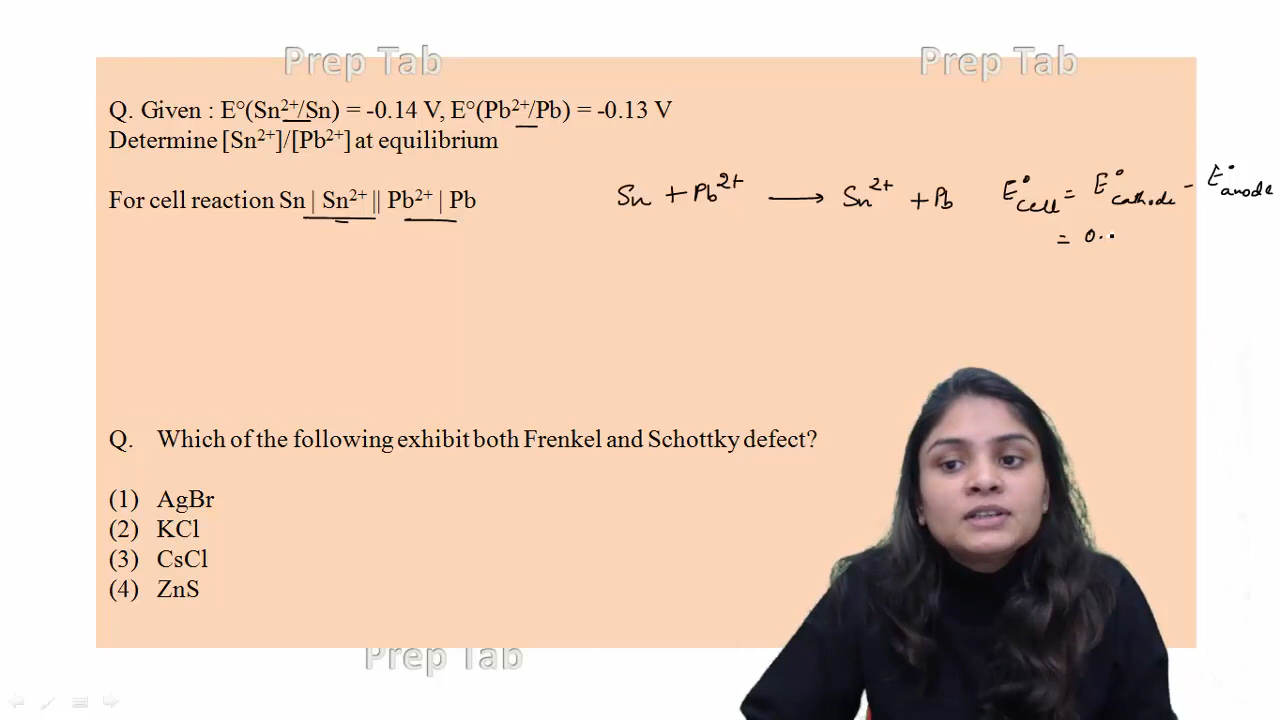 Prep Tab Prep Tab
Q. Given : E°(Sn²⁺/Sn) = -0.14 V, E°(Pb²⁺/Pb) = -0.13 V
Determine [Sn²⁺]/[Pb²⁺] at equilibrium
For cell reaction Sn | Sn²⁺ || Pb²⁺ | Pb
Sn + Pb²⁺ → Sn²⁺ + Pb E°cell = E°cathode - E°anode
= 0.
Q. Which of the following exhibit both Frenkel and Schottky defect?
(1) AgBr
(2) KCl
(3) CsCl
(4) ZnS
Prep Tab